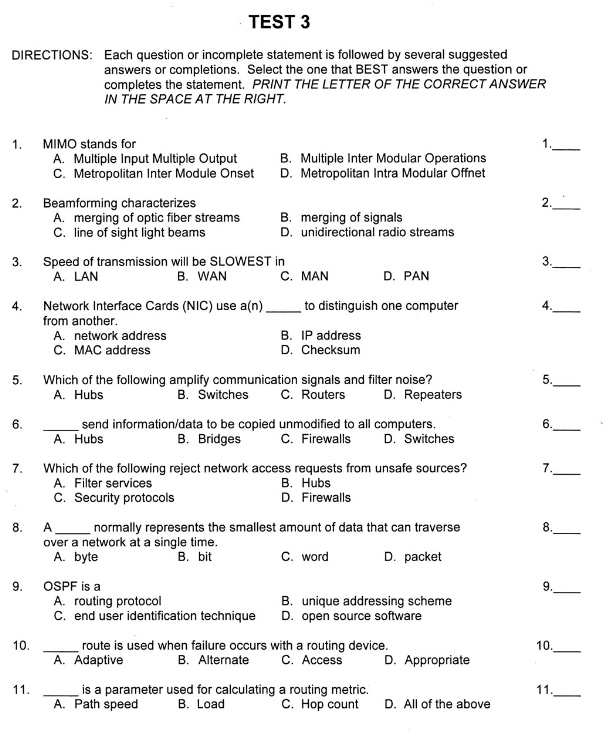 TEST 3
DIRECTIONS: Each question or incomplete statement is followed by several suggested
answers or completions. Select the one that BEST answers the question or
completes the statement. PRINT THE LETTER OF THE CORRECT ANSWER
IN THE SPACE AT THE RIGHT.
1. MIMO stands for 1.____
A. Multiple Input Multiple Output B. Multiple Inter Modular Operations
C. Metropolitan Inter Module Onset D. Metropolitan Intra Modular Offnet
2. Beamforming characterizes 2.____
A. merging of optic fiber streams B. merging of signals
C. line of sight light beams D. unidirectional radio streams
3. Speed of transmission will be SLOWEST in 3.____
A. LAN B. WAN C. MAN D. PAN
4. Network Interface Cards (NIC) use a(n) _____ to distinguish one computer 4.____
from another.
A. network address B. IP address
C. MAC address D. Checksum
5. Which of the following amplify communication signals and filter noise? 5.____
A. Hubs B. Switches C. Routers D. Repeaters
6. _____ send information/data to be copied unmodified to all computers. 6.____
A. Hubs B. Bridges C. Firewalls D. Switches
7. Which of the following reject network access requests from unsafe sources? 7.____
A. Filter services B. Hubs
C. Security protocols D. Firewalls
8. A _____ normally represents the smallest amount of data that can traverse 8.____
over a network at a single time.
A. byte B. bit C. word D. packet
9. OSPF is a 9.____
A. routing protocol B. unique addressing scheme
C. end user identification technique D. open source software
10. _____ route is used when failure occurs with a routing device. 10.____
A. Adaptive B. Alternate C. Access D. Appropriate
11. _____ is a parameter used for calculating a routing metric. 11.____
A. Path speed B. Load C. Hop count D. All of the above